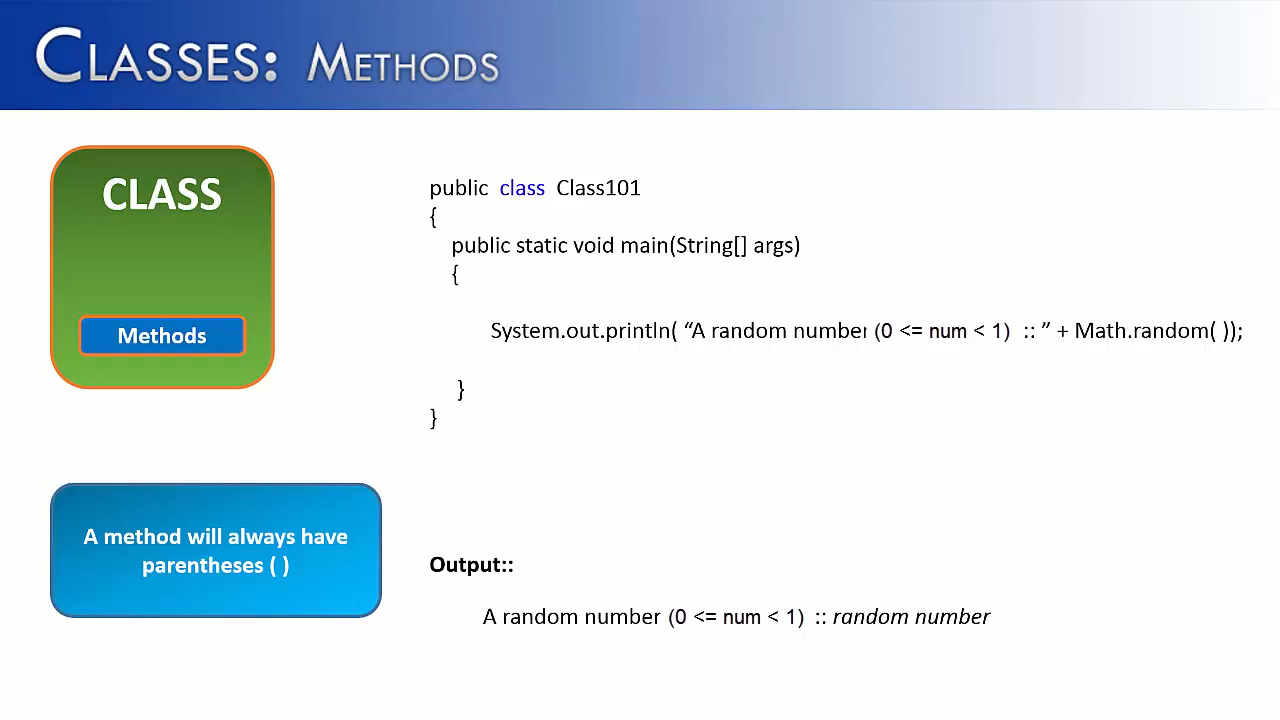 CLASSES: METHODS
CLASS
Methods
public class Class101
{
public static void main(String[] args)
{
System.out.println( “A random number (0 <= num < 1) :: ” + Math.random( ));
}
}
A method will always have
parentheses ( )
Output::
A random number (0 <= num < 1) :: random number